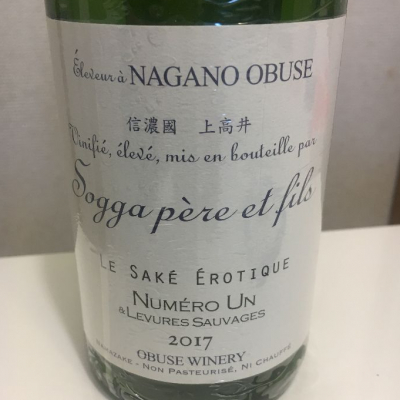 Éleveur à NAGANO OBUSE
信濃國 上高井
Vinifié, élevé, mis en bouteille par
Sogga père et fils
LE SAKÉ ÉROTIQUE
NUMÉRO UN
& LEVURES SAUVAGES
2017
OBUSE WINERY
- NON PASTEURISÉ, NI CHAUFFÉ